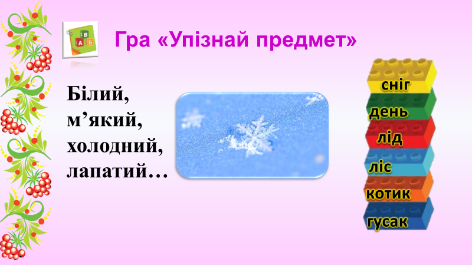 Гра «Упізнай предмет»
Білий,
м’який,
холодний,
лапатий…
сніг
день
лід
ліс
котик
гусак